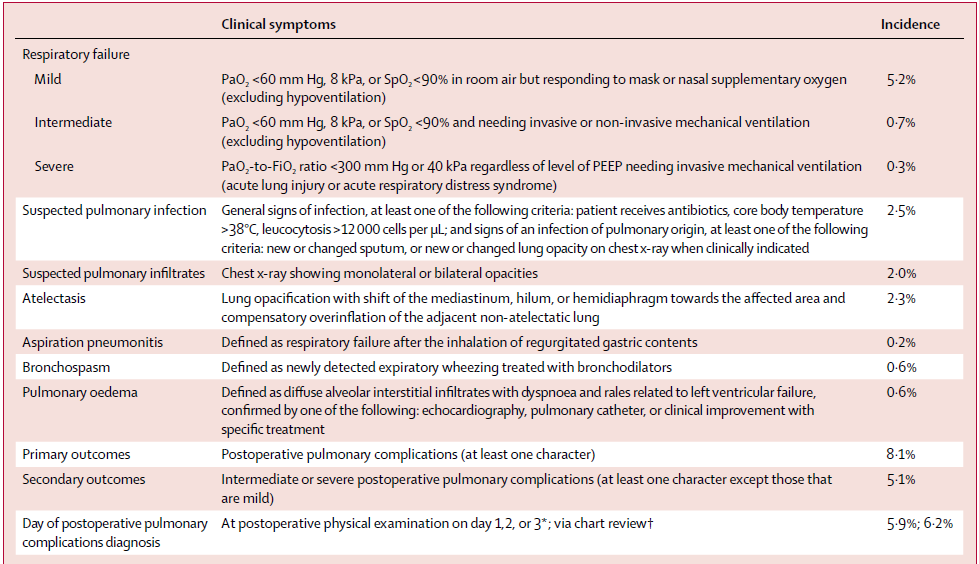 Clinical symptoms Incidence
Respiratory failure
Mild PaO₂ <60 mm Hg, 8 kPa, or SpO₂ <90% in room air but responding to mask or nasal supplementary oxygen 5·2%
(excluding hypoventilation)
Intermediate PaO₂ <60 mm Hg, 8 kPa, or SpO₂ <90% and needing invasive or non-invasive mechanical ventilation 0·7%
(excluding hypoventilation)
Severe PaO₂-to-FiO₂ ratio <300 mm Hg or 40 kPa regardless of level of PEEP needing invasive mechanical ventilation 0·3%
(acute lung injury or acute respiratory distress syndrome)
Suspected pulmonary infection General signs of infection, at least one of the following criteria: patient receives antibiotics, core body temperature 2·5%
>38°C, leucocytosis >12 000 cells per μL; and signs of an infection of pulmonary origin, at least one of the following
criteria: new or changed sputum, or new or changed lung opacity on chest x-ray when clinically indicated
Suspected pulmonary infiltrates Chest x-ray showing monolateral or bilateral opacities 2·0%
Atelectasis Lung opacification with shift of the mediastinum, hilum, or hemidiaphragm towards the affected area and 2·3%
compensatory overinflation of the adjacent non-atelectatic lung
Aspiration pneumonitis Defined as respiratory failure after the inhalation of regurgitated gastric contents 0·2%
Bronchospasm Defined as newly detected expiratory wheezing treated with bronchodilators 0·6%
Pulmonary oedema Defined as diffuse alveolar interstitial infiltrates with dyspnoea and rales related to left ventricular failure, 0·6%
confirmed by one of the following: echocardiography, pulmonary catheter, or clinical improvement with
specific treatment
Primary outcomes Postoperative pulmonary complications (at least one character) 8·1%
Secondary outcomes Intermediate or severe postoperative pulmonary complications (at least one character except those that 5·1%
are mild)
Day of postoperative pulmonary At postoperative physical examination on day 1,2, or 3*; via chart review† 5·9%; 6·2%
complications diagnosis